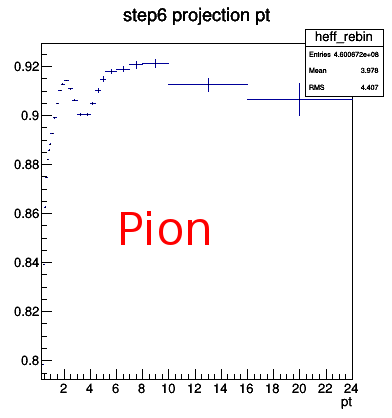 step6 projection pt
heff_rebin
Entries 4.600672e+08
Mean 3.978
RMS 4.407
0.92
0.9
0.88
0.86
0.84
0.82
0.8
Pion
2 4 6 8 10 12 14 16 18 20 22 24
pt